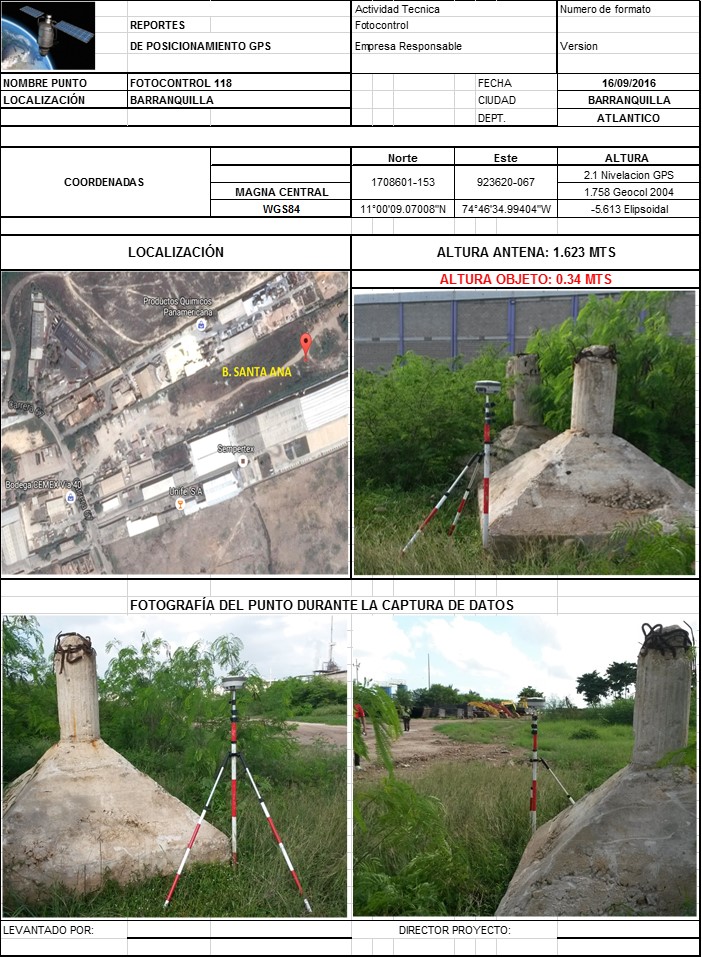 Actividad Tecnica
Numero de formato
REPORTES
Fotocontrol
DE POSICIONAMIENTO GPS
Empresa Responsable
Version
NOMBRE PUNTO
FOTOCONTROL 118
FECHA
16/09/2016
LOCALIZACIÓN
BARRANQUILLA
CIUDAD
BARRANQUILLA
DEPT.
ATLANTICO
COORDENADAS
Norte
Este
ALTURA
2.1 Nivelacion GPS
MAGNA CENTRAL
1708601-153
923620-067
1.758 Geocol 2004
WGS84
11°00'09.07008"N
74°46'34.99404"W
-5.613 Elipsoidal
LOCALIZACIÓN
ALTURA ANTENA: 1.623 MTS
ALTURA OBJETO: 0.34 MTS
Productos Quimicos
Panamericana
B. SANTA ANA
Sempertex
Bodega CEMEX Via 40
Unifel S.A
FOTOGRAFÍA DEL PUNTO DURANTE LA CAPTURA DE DATOS
LEVANTADO POR:
DIRECTOR PROYECTO: